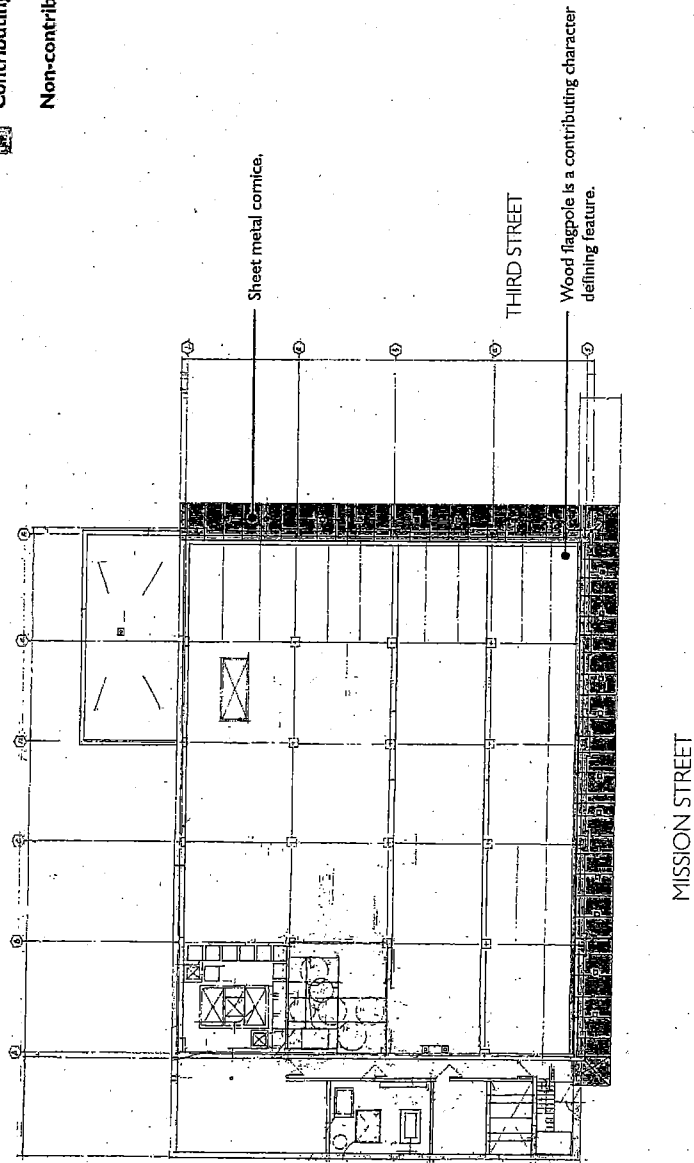 Contributing
Non-contrib
Sheet metal cornice,
THIRD STREET
Wood flagpole is a contributing character
defining feature.
MISSION STREET